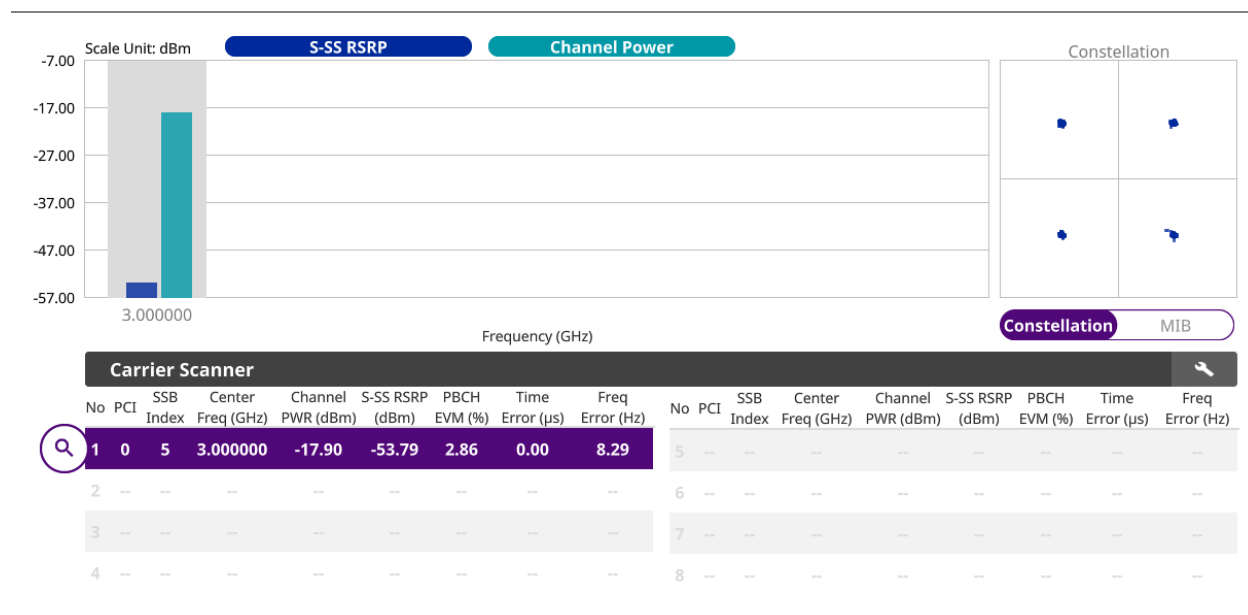 Scale Unit: dBm S-SS RSRP Channel Power
-7.00
-17.00
-27.00
-37.00
-47.00
-57.00
3.000000
Frequency (GHz)
Constellation
Constellation MIB
Carrier Scanner
No PCI SSB Index Center Freq (GHz) Channel PWR (dBm) S-SS RSRP (dBm) PBCH EVM (%) Time Error (µs) Freq Error (Hz)
1 0 5 3.000000 -17.90 -53.79 2.86 0.00 8.29
2 -- -- -- -- -- -- -- --
3 -- -- -- -- -- -- -- --
4 -- -- -- -- -- -- -- --
No PCI SSB Index Center Freq (GHz) Channel PWR (dBm) S-SS RSRP (dBm) PBCH EVM (%) Time Error (µs) Freq Error (Hz)
5 -- -- -- -- -- -- -- --
6 -- -- -- -- -- -- -- --
7 -- -- -- -- -- -- -- --
8 -- -- -- -- -- -- -- --